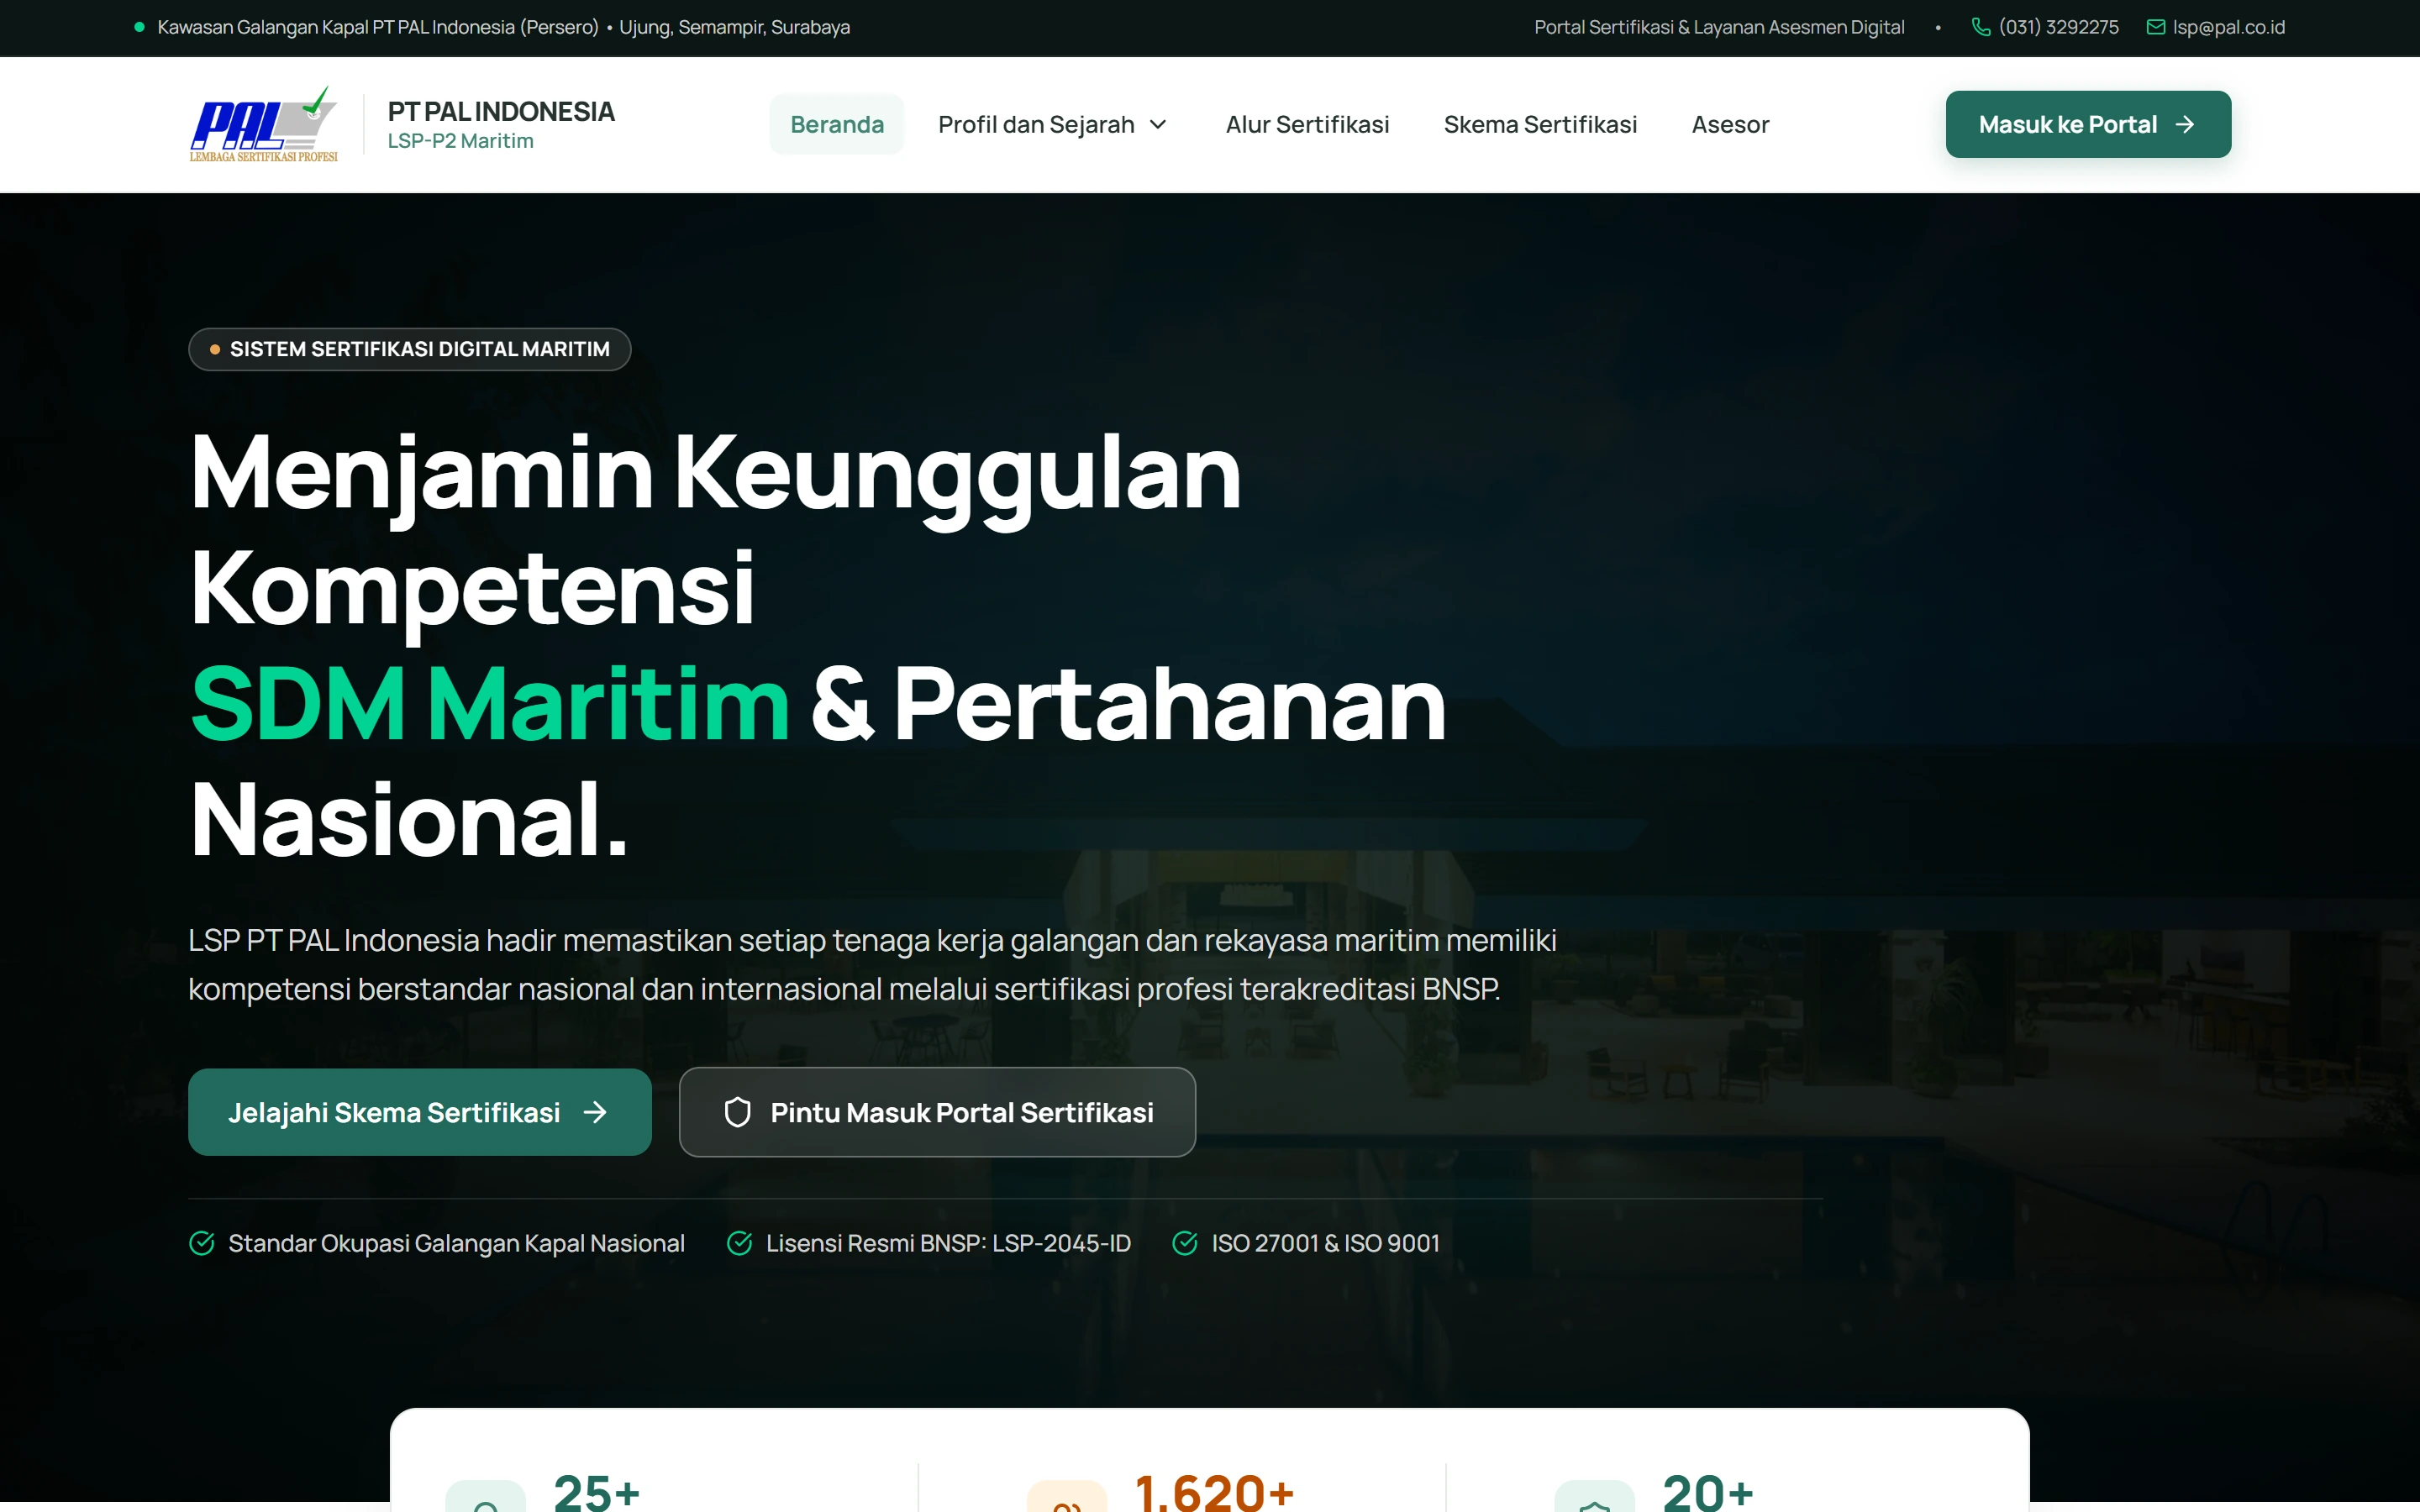 Kawasan Galangan Kapal PT PAL Indonesia (Persero) • Ujung, Semampir, Surabaya
Portal Sertifikasi & Layanan Asesmen Digital • (031) 3292275 lsp@pal.co.id
PAL
LEMBAGA SERTIFIKASI PROFESI
PT PAL INDONESIA
LSP-P2 Maritim
Beranda
Profil dan Sejarah
Alur Sertifikasi
Skema Sertifikasi
Asesor
Masuk ke Portal
SISTEM SERTIFIKASI DIGITAL MARITIM
Menjamin Keunggulan
Kompetensi
SDM Maritim & Pertahanan
Nasional.
LSP PT PAL Indonesia hadir memastikan setiap tenaga kerja galangan dan rekayasa maritim memiliki
kompetensi berstandar nasional dan internasional melalui sertifikasi profesi terakreditasi BNSP.
Jelajahi Skema Sertifikasi
Pintu Masuk Portal Sertifikasi
Standar Okupasi Galangan Kapal Nasional
Lisensi Resmi BNSP: LSP-2045-ID
ISO 27001 & ISO 9001
25+
1.620+
20+